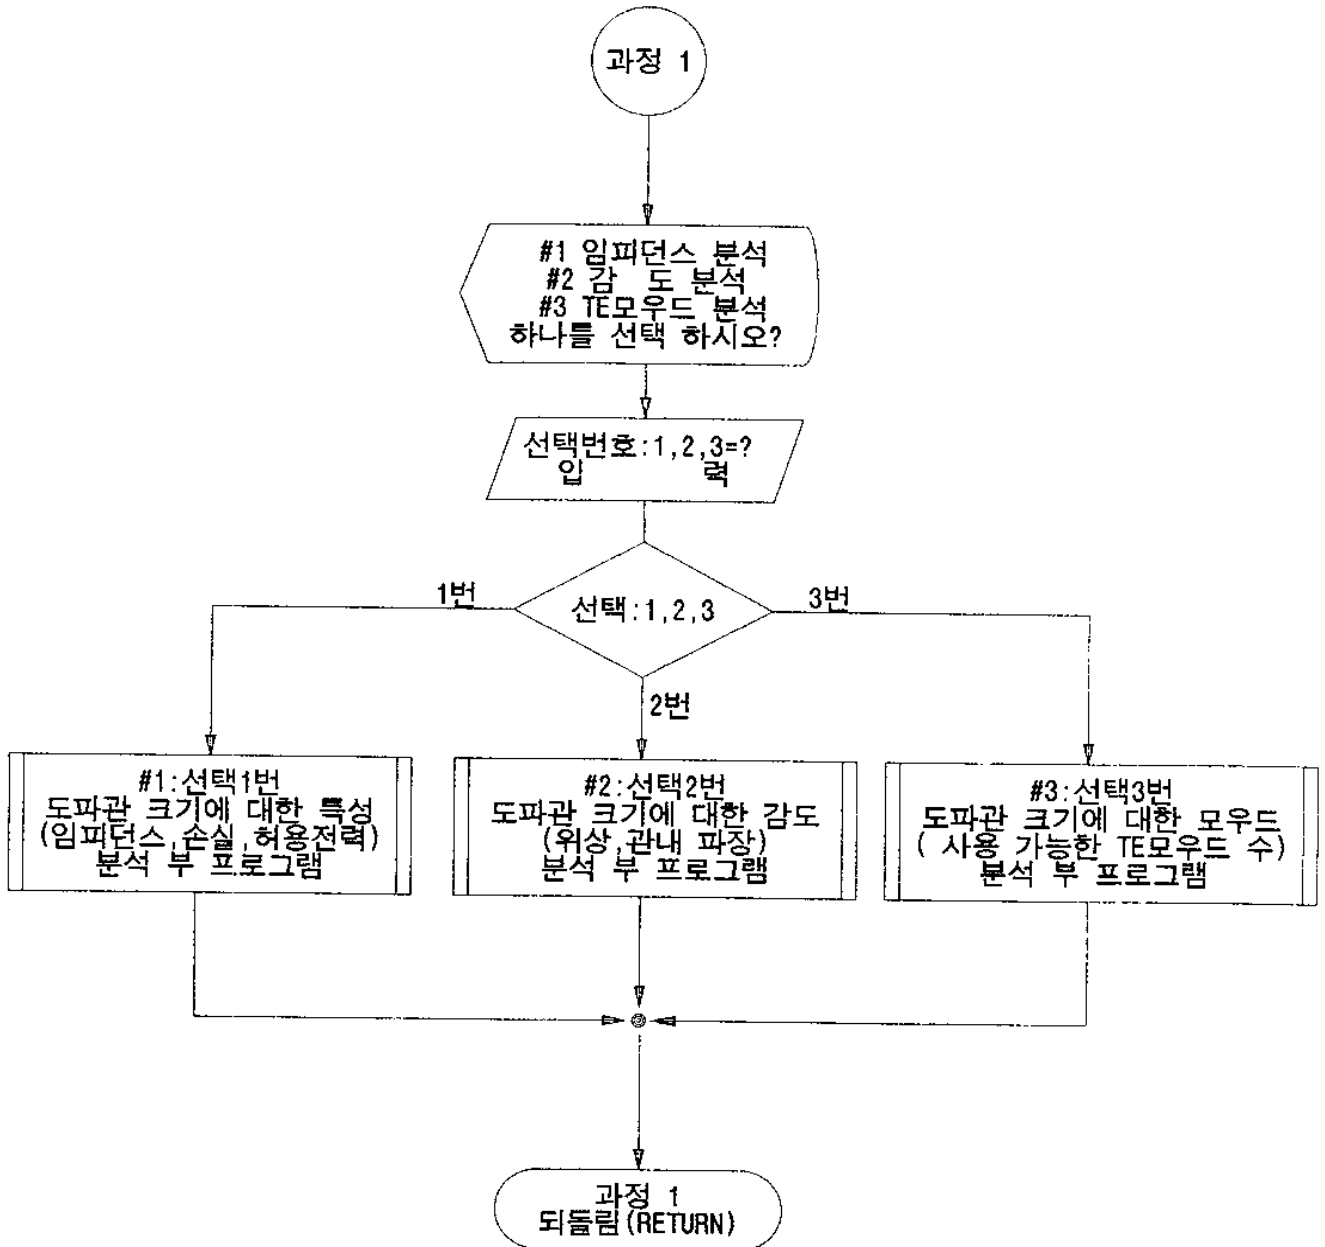 과정 1
#1 임피던스 분석
#2 감 도 분석
#3 TE모우드 분석
하나를 선택 하시오?
선택번호:1,2,3=?
입 력
선택:1,2,3
1번
3번
2번
#1:선택1번
도파관 크기에 대한 특성
(임피던스,손실,허용전력)
분석 부 프로그램
#2:선택2번
도파관 크기에 대한 감도
(위상,관내 파장)
분석 부 프로그램
#3:선택3번
도파관 크기에 대한 모우드
( 사용 가능한 TE모우드 수)
분석 부 프로그램
과정 1
되돌림(RETURN)